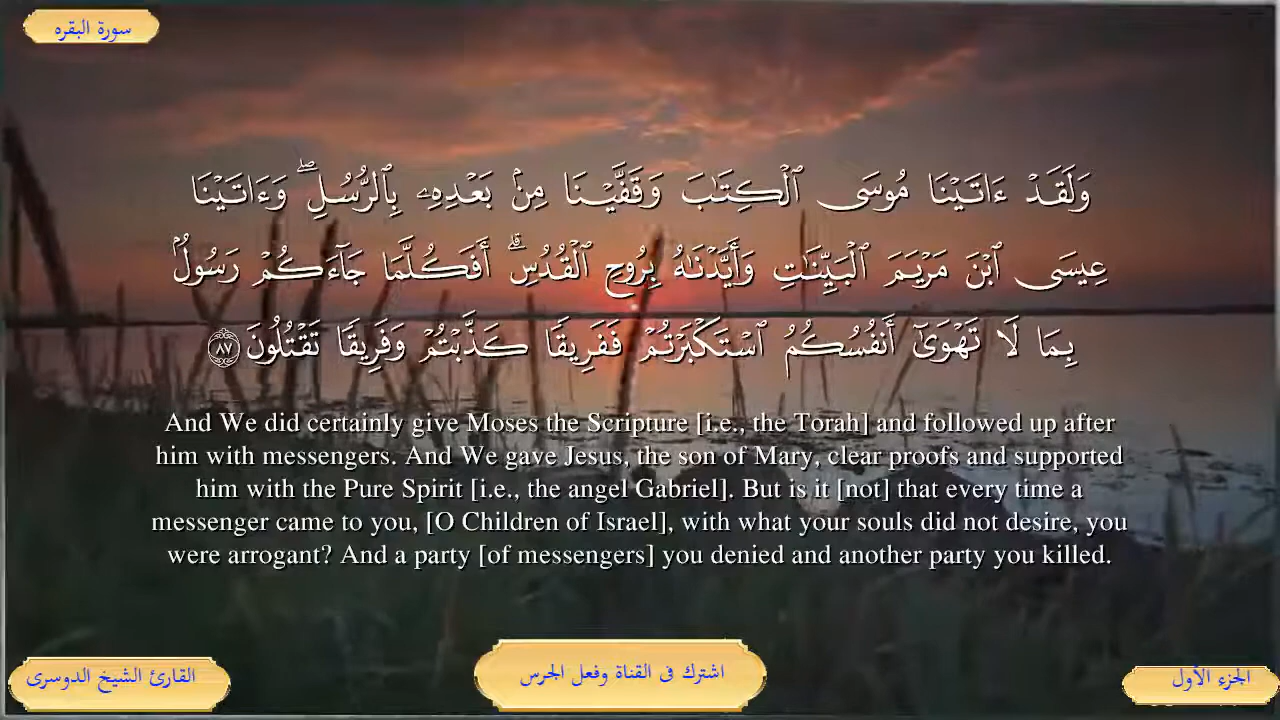 سورة البقره
وَلَقَدْ ءَاتَيْنَا مُوسَى ٱلْكِتَٰبَ وَقَفَّيْنَا مِنۢ بَعْدِهِۦ بِٱلرُّسُلِ ۖ وَءَاتَيْنَا
عِيسَى ٱبْنَ مَرْيَمَ ٱلْبَيِّنَٰتِ وَأَيَّدْنَٰهُ بِرُوحِ ٱلْقُدُسِ ۗ أَفَكُلَّمَا جَآءَكُمْ رَسُولٌۢ
بِمَا لَا تَهْوَىٰٓ أَنفُسُكُمُ ٱسْتَكْبَرْتُمْ فَفَرِيقًا كَذَّبْتُمْ وَفَرِيقًا تَقْتُلُونَ ٨٧
And We did certainly give Moses the Scripture [i.e., the Torah] and followed up after
him with messengers. And We gave Jesus, the son of Mary, clear proofs and supported
him with the Pure Spirit [i.e., the angel Gabriel]. But is it [not] that every time a
messenger came to you, [O Children of Israel], with what your souls did not desire, you
were arrogant? And a party [of messengers] you denied and another party you killed.
الجزء الأول
اشترك فى القناة وفعل الجرس
القارئ الشيخ الدوسرى